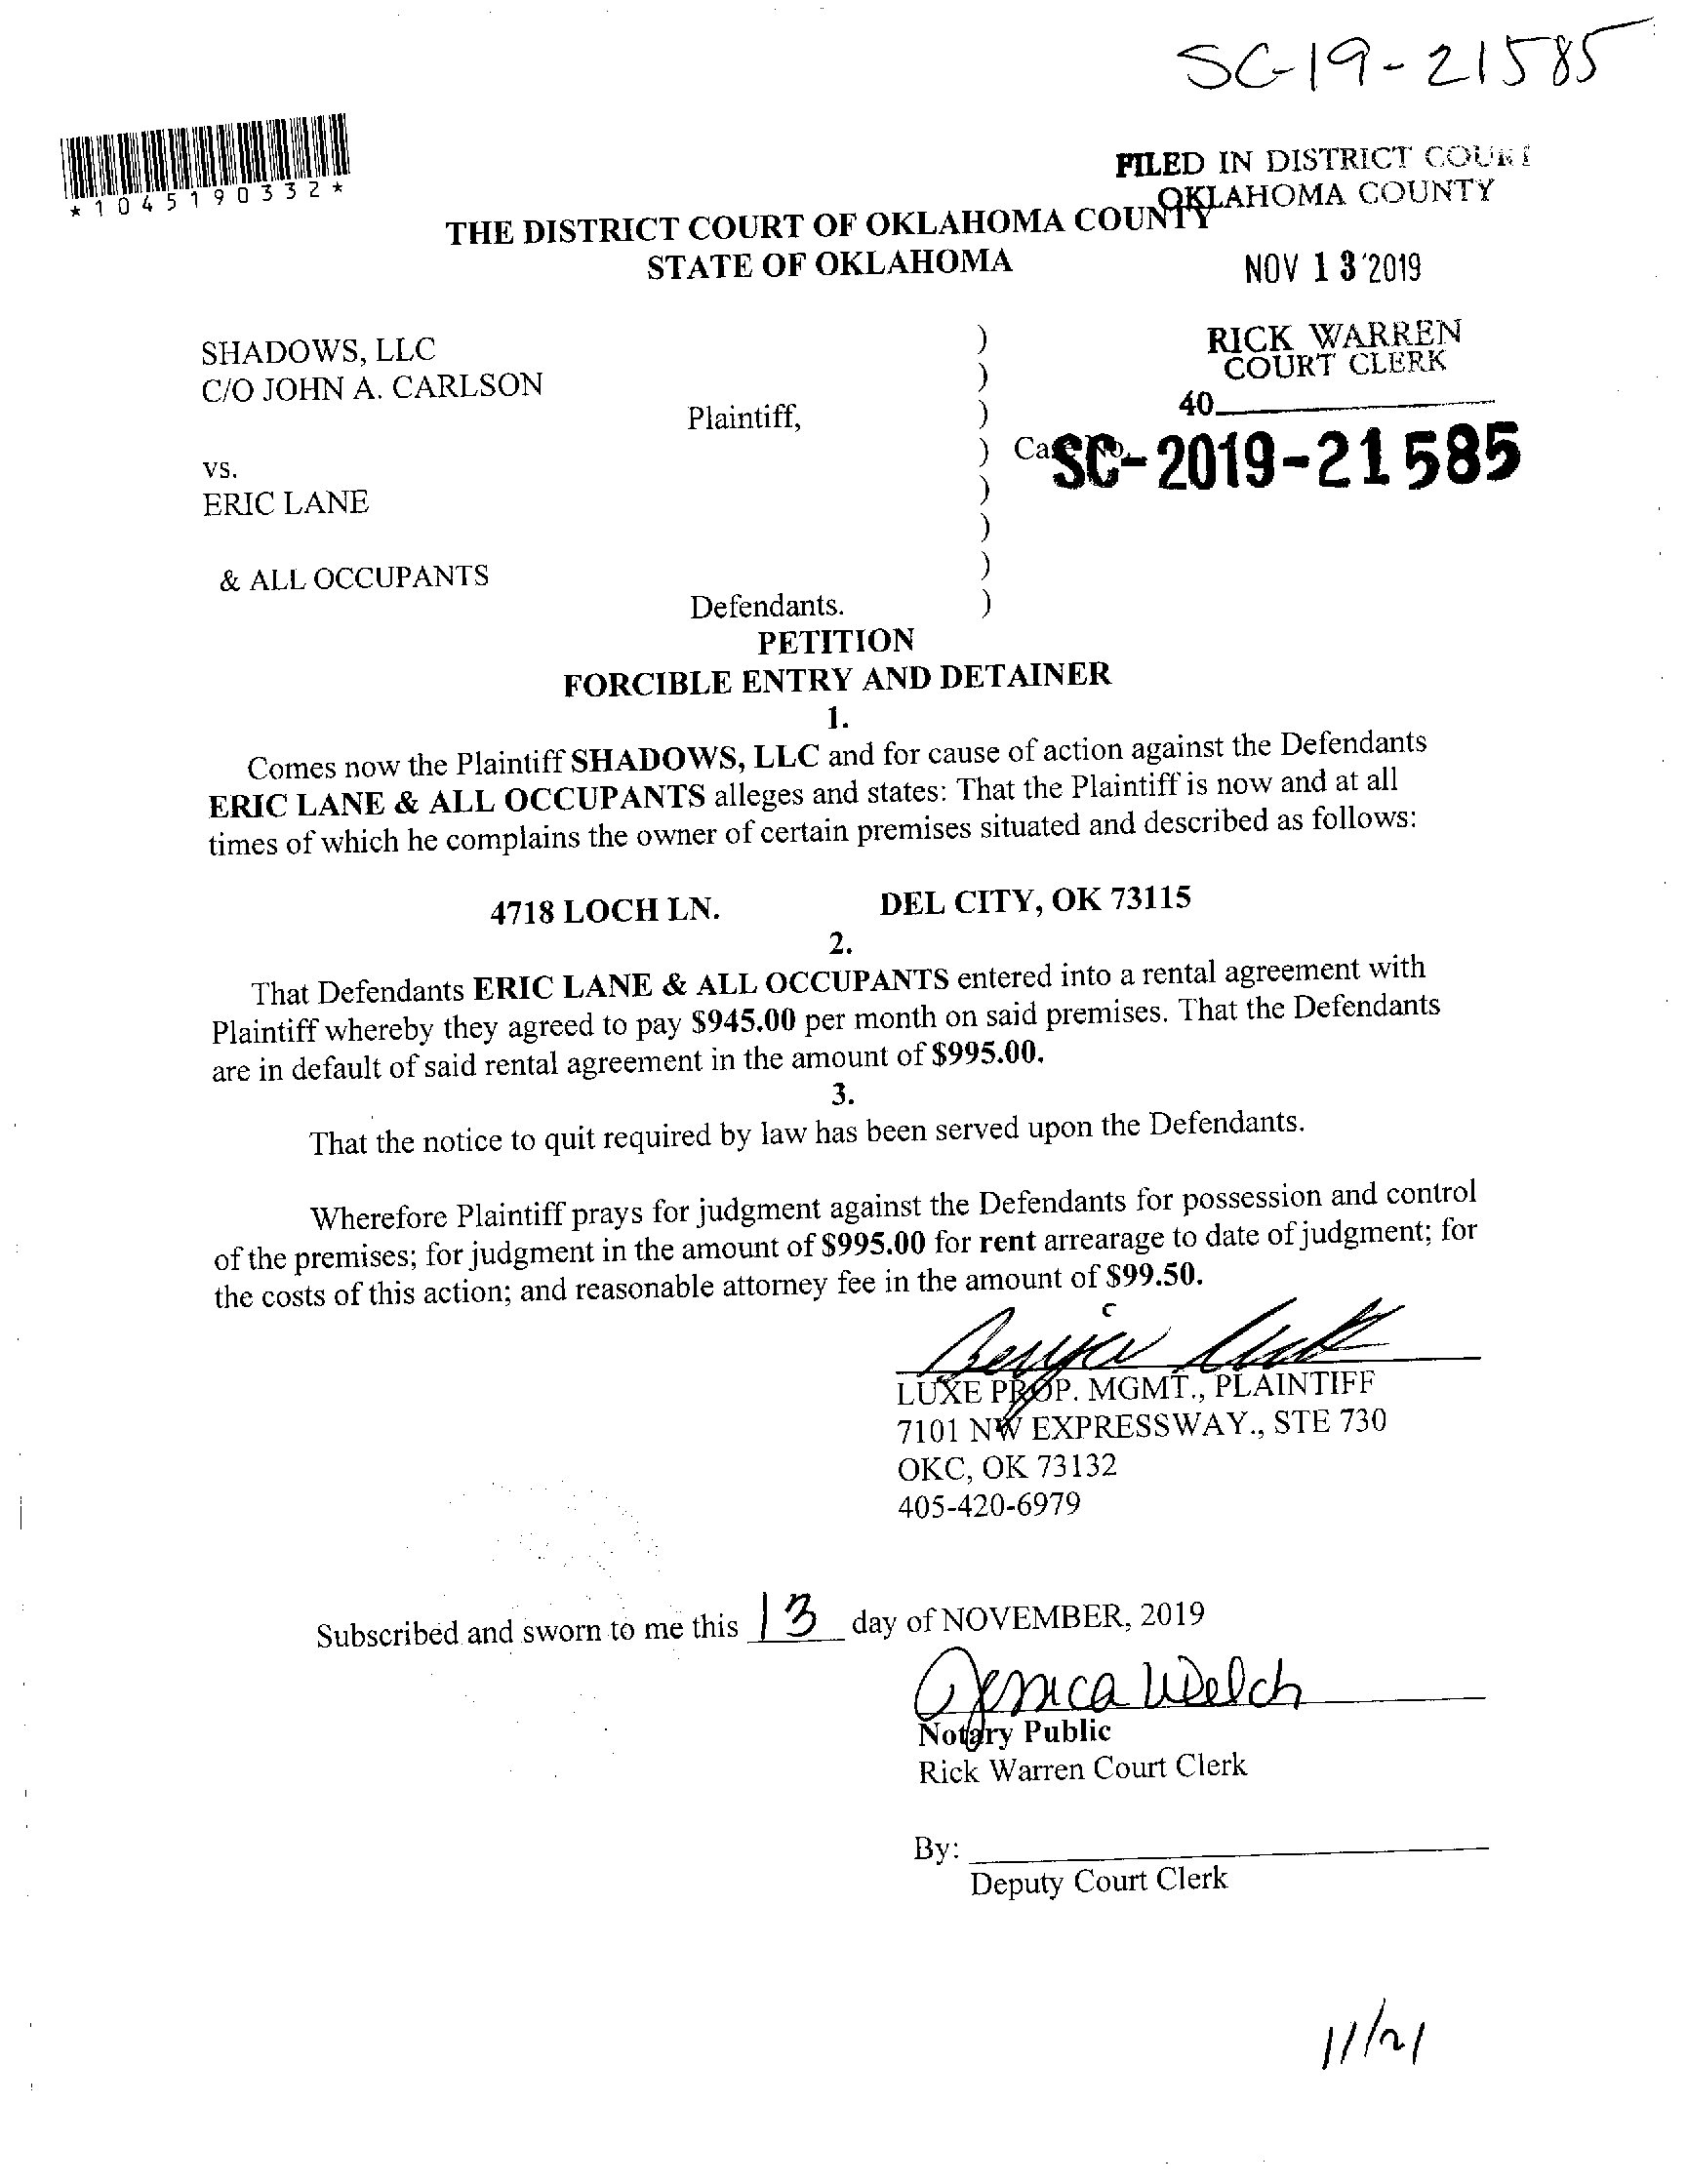 SC-19-21585
*1045190332*
FILED IN DISTRICT COURT
OKLAHOMA COUNTY
THE DISTRICT COURT OF OKLAHOMA COUNTY
STATE OF OKLAHOMA
NOV 13 2019
RICK WARREN
COURT CLERK
40
SHADOWS, LLC )
C/O JOHN A. CARLSON )
Plaintiff, )
) Case No. SC-2019-21585
vs.
ERIC LANE )
)
& ALL OCCUPANTS )
Defendants. )
PETITION
FORCIBLE ENTRY AND DETAINER
1.
Comes now the Plaintiff SHADOWS, LLC and for cause of action against the Defendants
ERIC LANE & ALL OCCUPANTS alleges and states: That the Plaintiff is now and at all
times of which he complains the owner of certain premises situated and described as follows:
4718 LOCH LN. DEL CITY, OK 73115
2.
That Defendants ERIC LANE & ALL OCCUPANTS entered into a rental agreement with
Plaintiff whereby they agreed to pay $945.00 per month on said premises. That the Defendants
are in default of said rental agreement in the amount of $995.00.
3.
That the notice to quit required by law has been served upon the Defendants.
Wherefore Plaintiff prays for judgment against the Defendants for possession and control
of the premises; for judgment in the amount of $995.00 for rent arrearage to date of judgment; for
the costs of this action; and reasonable attorney fee in the amount of $99.50.
LUXE PROP. MGMT., PLAINTIFF
7101 NW EXPRESSWAY., STE 730
OKC, OK 73132
405-420-6979
Subscribed and sworn to me this 13 day of NOVEMBER, 2019
Jessica Welch
Notary Public
Rick Warren Court Clerk
By:
Deputy Court Clerk
11/21